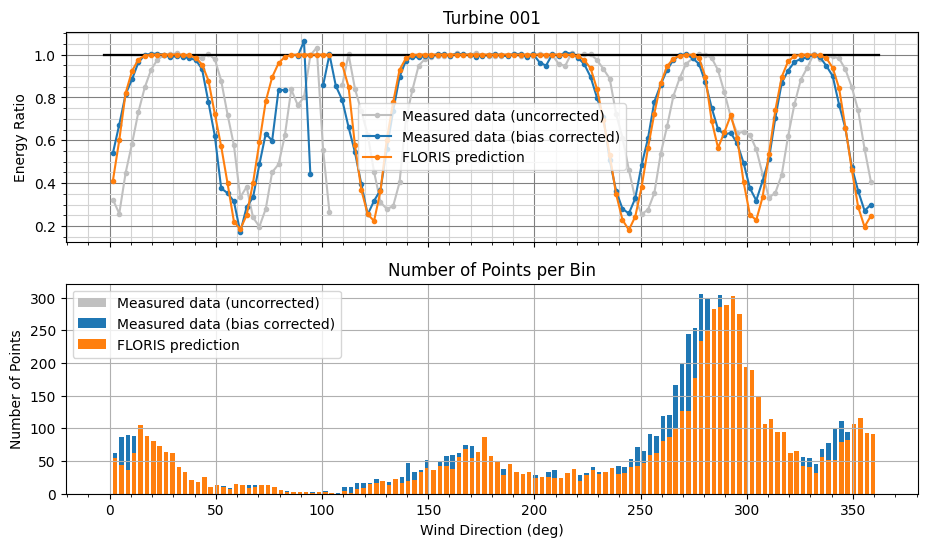 Turbine 001
Energy Ratio
1.0
0.8
0.6
0.4
0.2
Measured data (uncorrected)
Measured data (bias corrected)
FLORIS prediction
Number of Points per Bin
Number of Points
300
250
200
150
100
50
0
Measured data (uncorrected)
Measured data (bias corrected)
FLORIS prediction
0 50 100 150 200 250 300 350
Wind Direction (deg)